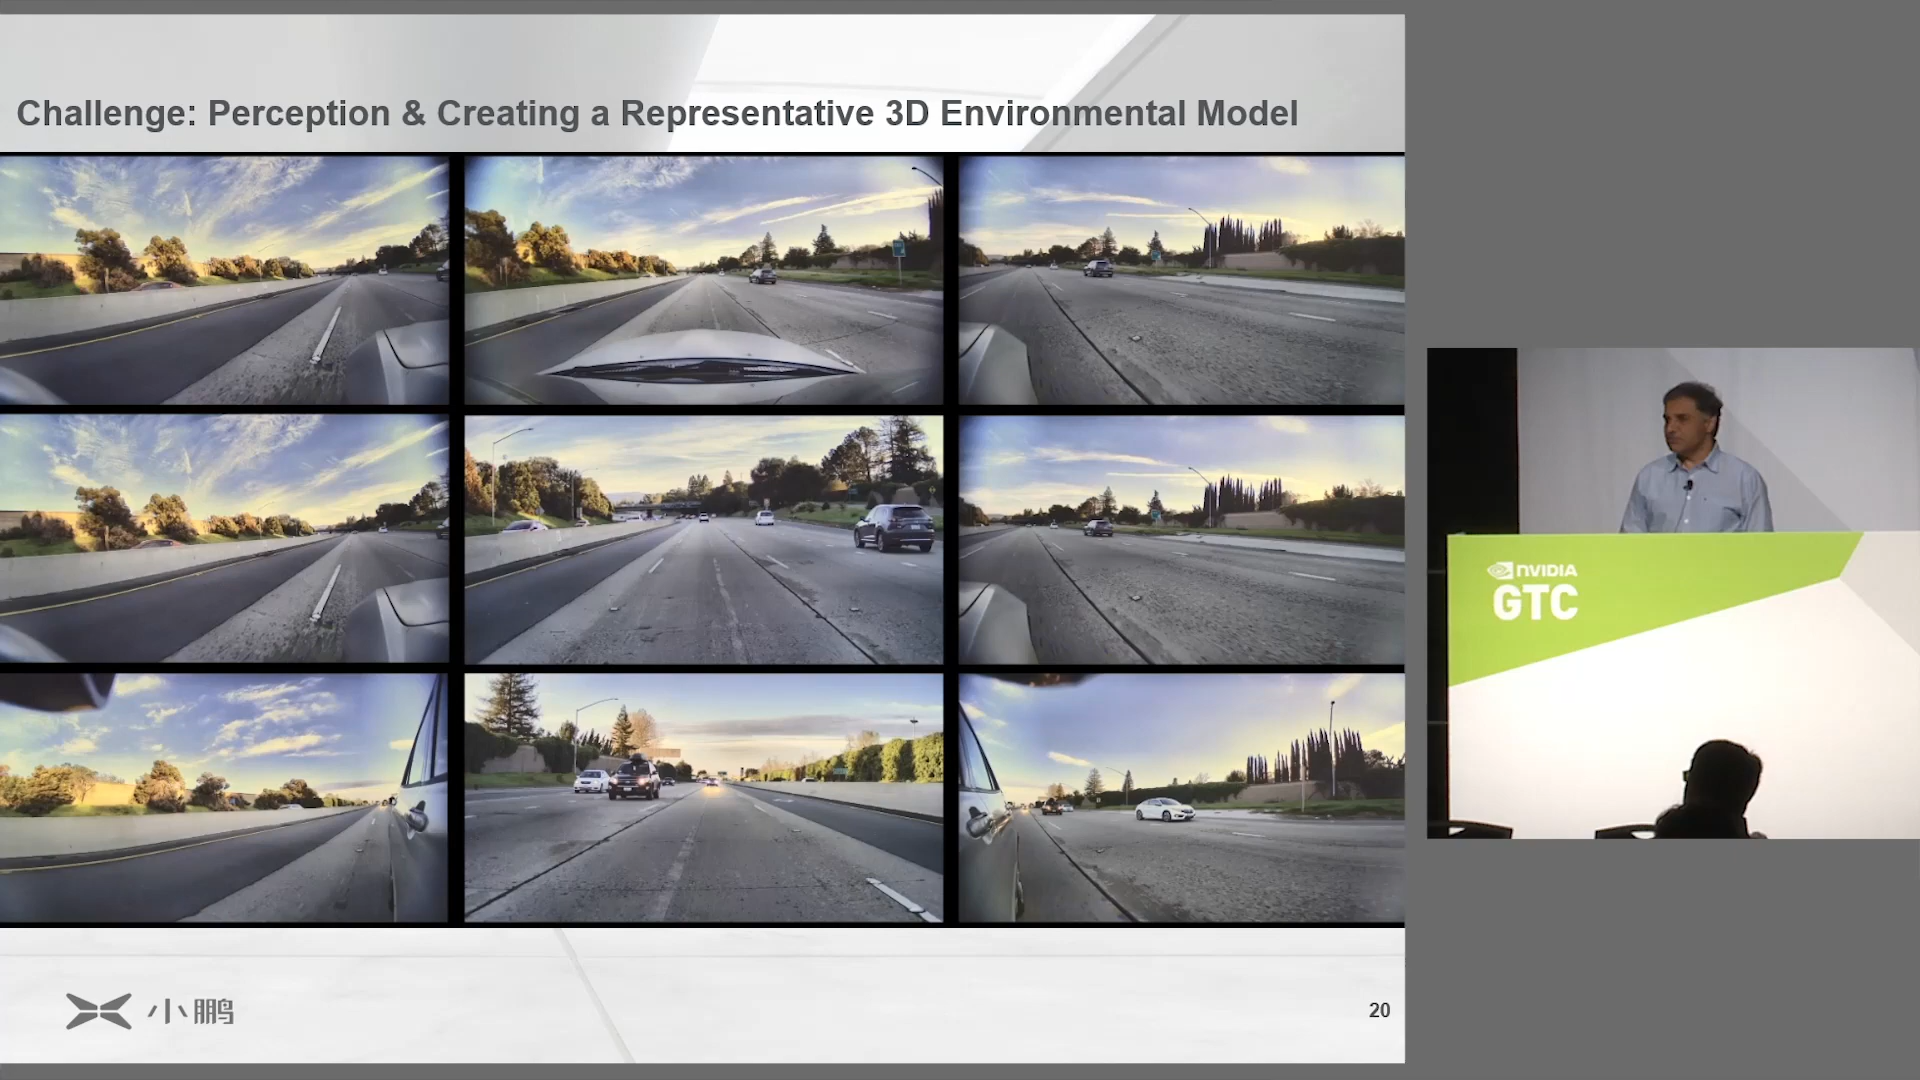 Challenge: Perception & Creating a Representative 3D Environmental Model
小鹏
20
NVIDIA
GTC